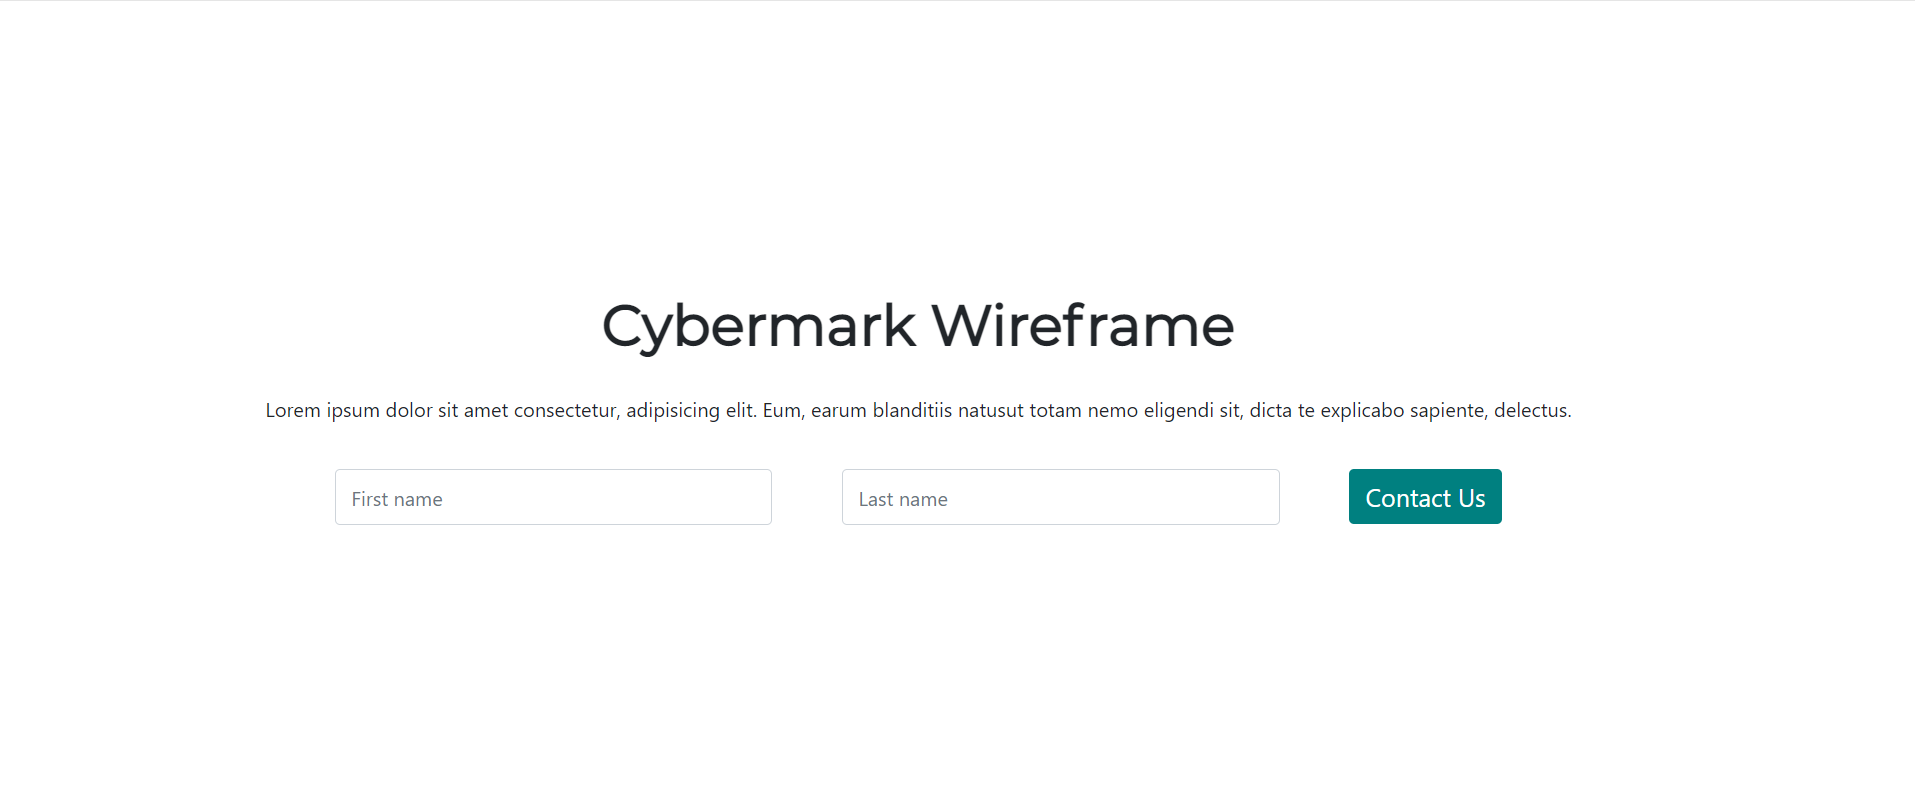 Cybermark Wireframe
Lorem ipsum dolor sit amet consectetur, adipisicing elit. Eum, earum blanditiis natusut totam nemo eligendi sit, dicta te explicabo sapiente, delectus.
First name
Last name
Contact Us